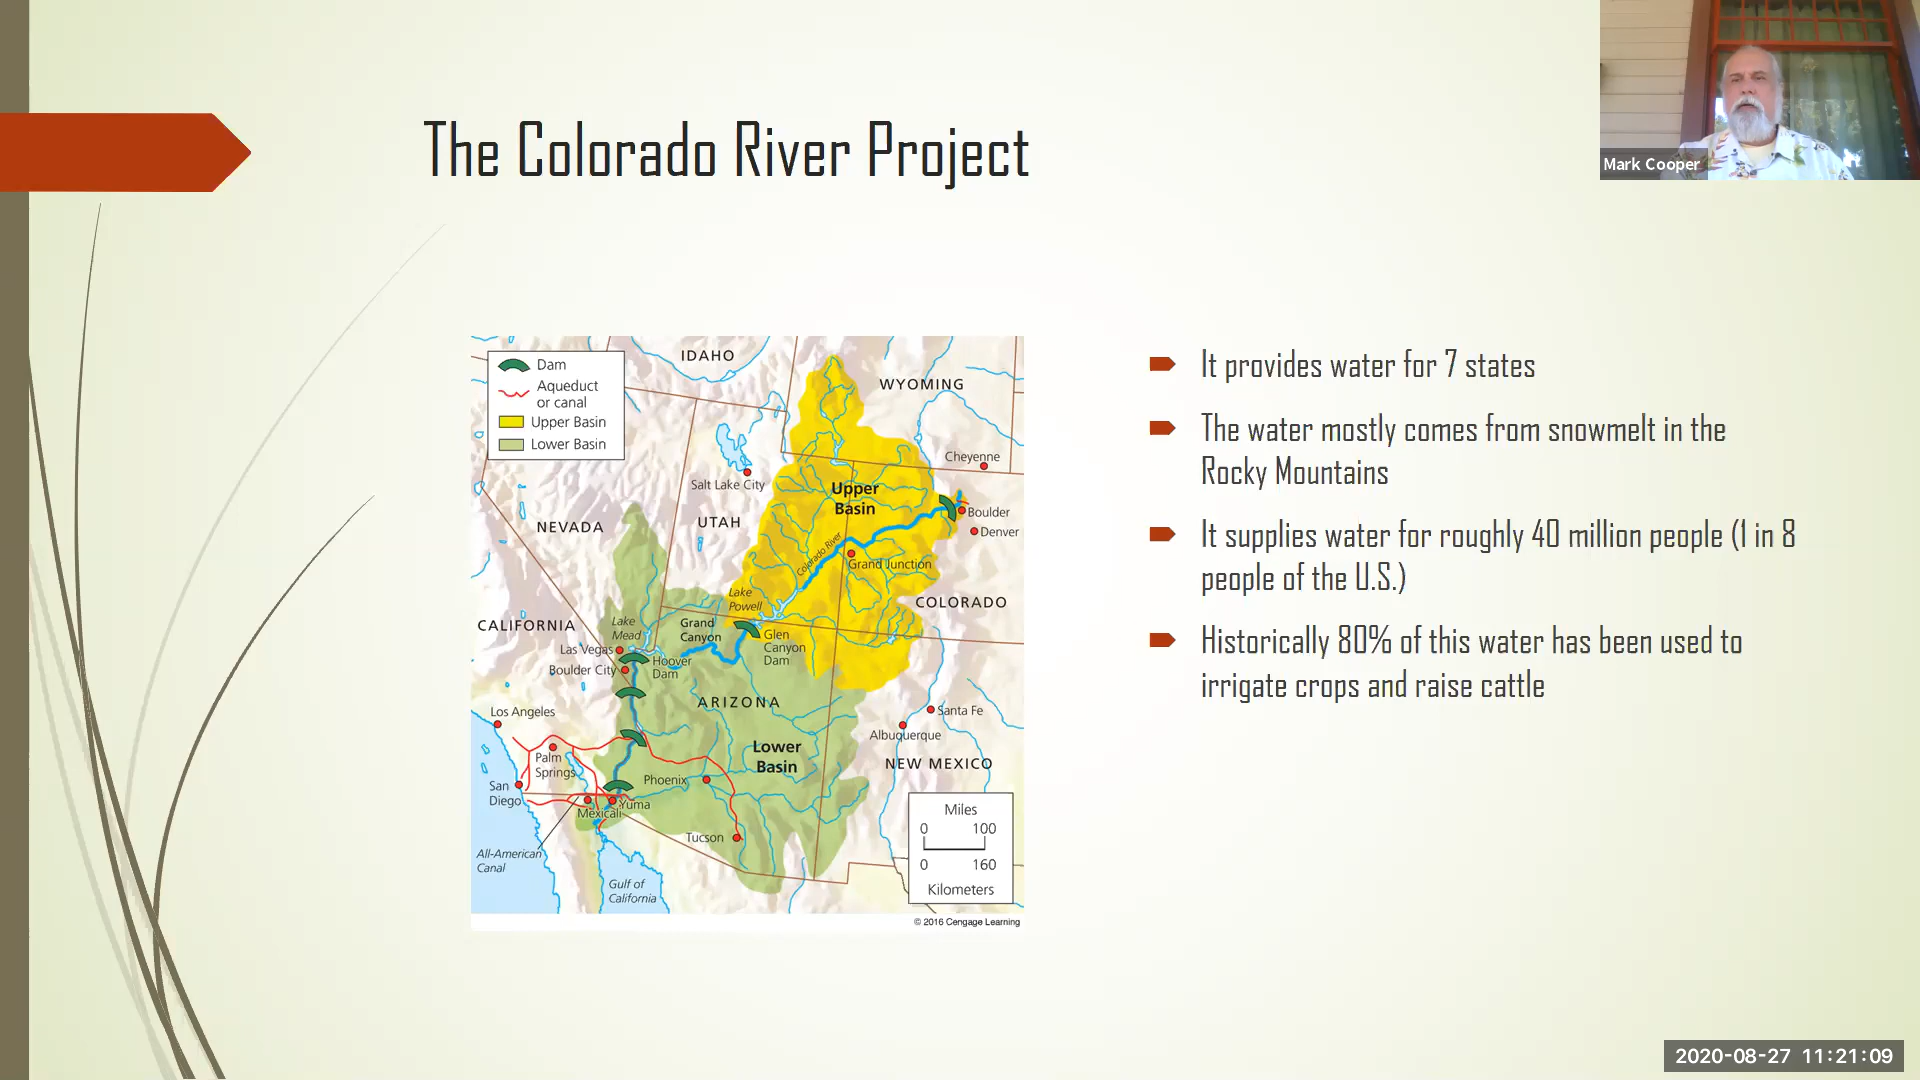 The Colorado River Project
Mark Cooper
Dam
Aqueduct
or canal
Upper Basin
Lower Basin
IDAHO
WYOMING
Cheyenne
Salt Lake City
Upper
Basin
NEVADA
UTAH
Boulder
Denver
Colorado River
Grand Junction
COLORADO
Lake
Powell
CALIFORNIA
Lake
Mead
Grand
Canyon
Glen
Canyon
Dam
Las Vegas
Boulder City
Hoover
Dam
ARIZONA
Los Angeles
Santa Fe
Albuquerque
Palm
Springs
Lower
Basin
NEW MEXICO
Phoenix
San
Diego
Yuma
Mexicali
Tucson
All-American
Canal
Gulf of
California
Miles
0 100
0 160
Kilometers
© 2016 Cengage Learning
It provides water for 7 states
The water mostly comes from snowmelt in the
Rocky Mountains
It supplies water for roughly 40 million people (1 in 8
people of the U.S.)
Historically 80% of this water has been used to
irrigate crops and raise cattle
2020-08-27 11:21:09